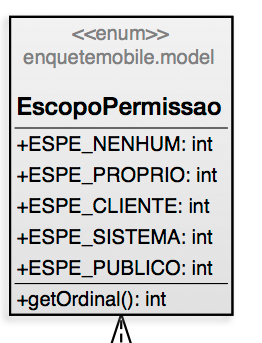 <<enum>>
enquetemobile.model
EscopoPermissao
+ESPE_NENHUM: int
+ESPE_PROPRIO: int
+ESPE_CLIENTE: int
+ESPE_SISTEMA: int
+ESPE_PUBLICO: int
+getOrdinal(): int